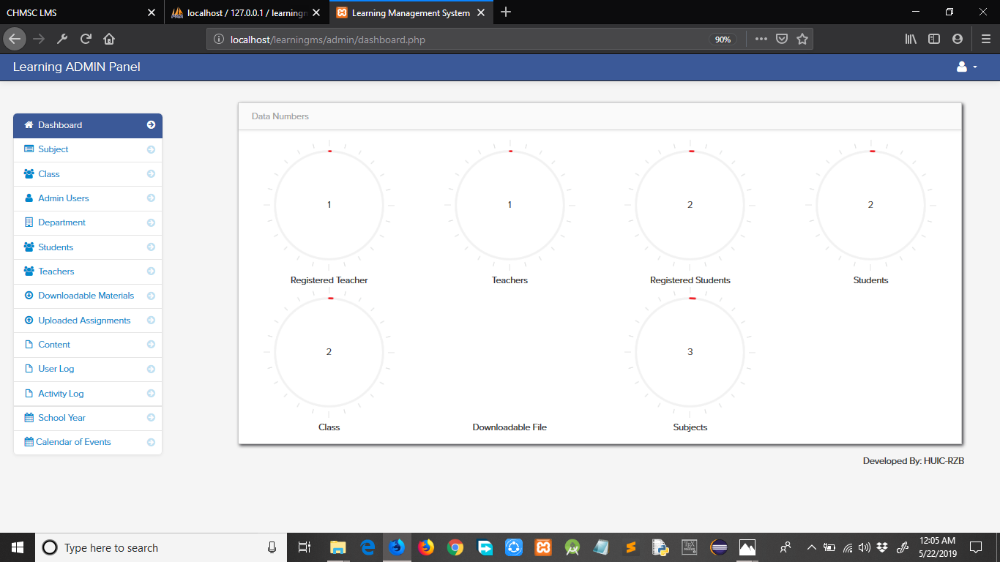 CHMSC LMS
localhost / 127.0.0.1 / learningr
Learning Management System
localhost/learningms/admin/dashboard.php
90%
Learning ADMIN Panel
Dashboard
Subject
Class
Admin Users
Department
Students
Teachers
Downloadable Materials
Uploaded Assignments
Content
User Log
Activity Log
School Year
Calendar of Events
Data Numbers
1
1
2
2
Registered Teacher
Teachers
Registered Students
Students
2
3
Class
Downloadable File
Subjects
Developed By: HUIC-RZB
Type here to search
12:05 AM
5/22/2019